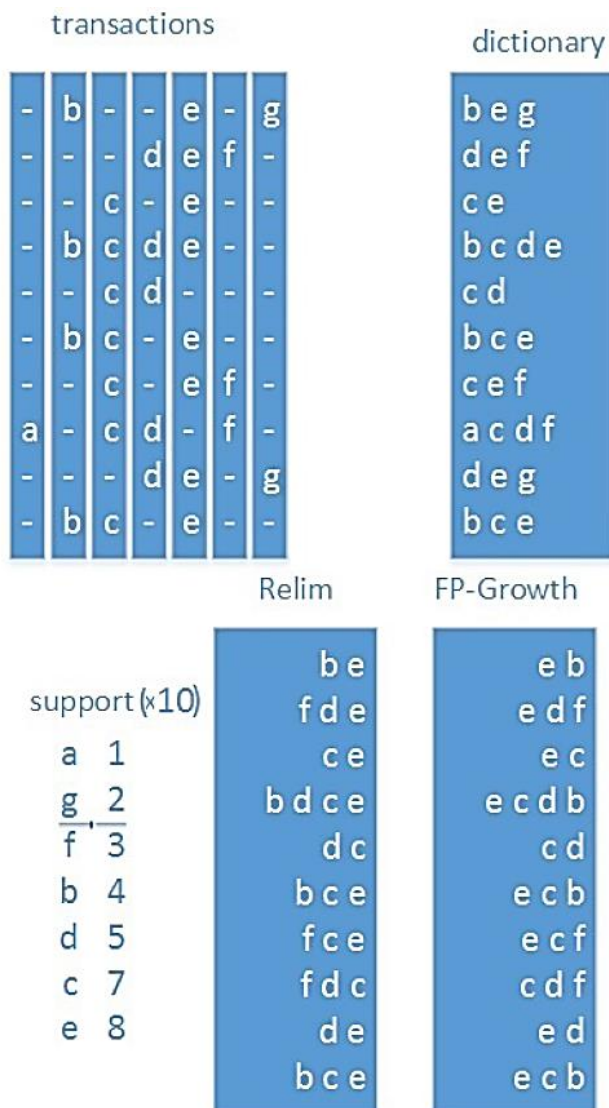 transactions
- b - - e - g
- - - d e f -
- - c - e - -
- b c d e - -
- - c d - - -
- b c - e - -
- - c - e f -
a - c d - f -
- - - d e - g
- b c - e - -
dictionary
b e g
d e f
c e
b c d e
c d
b c e
c e f
a c d f
d e g
b c e
support (x10)
a 1
g 2
f 3
b 4
d 5
c 7
e 8
Relim
b e
f d e
c e
b d c e
d c
b c e
f c e
f d c
d e
b c e
FP-Growth
e b
e d f
e c
e c d b
c d
e c b
e c f
c d f
e d
e c b